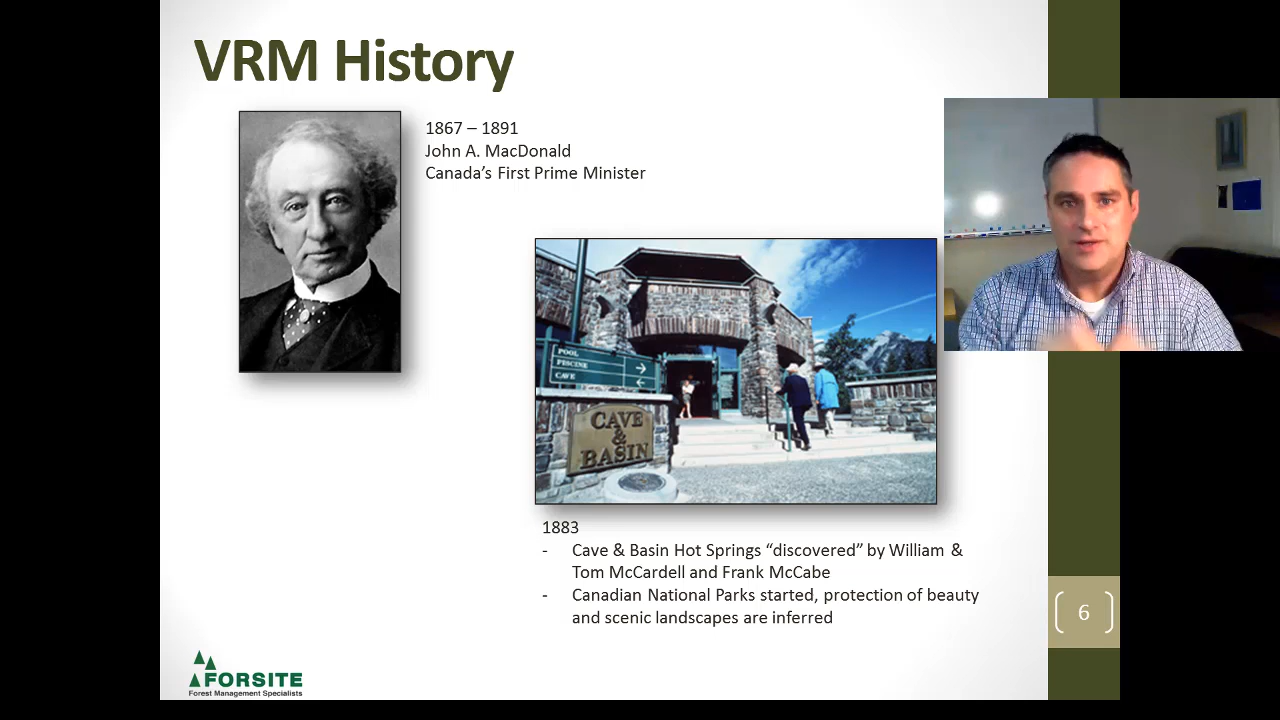 VRM History
1867 – 1891
John A. MacDonald
Canada's First Prime Minister
POOL
PISCINE
CAVE
CAVE
&
BASIN
1883
- Cave & Basin Hot Springs “discovered” by William &
Tom McCardell and Frank McCabe
- Canadian National Parks started, protection of beauty
and scenic landscapes are inferred
6
FORSITE
Forest Management Specialists